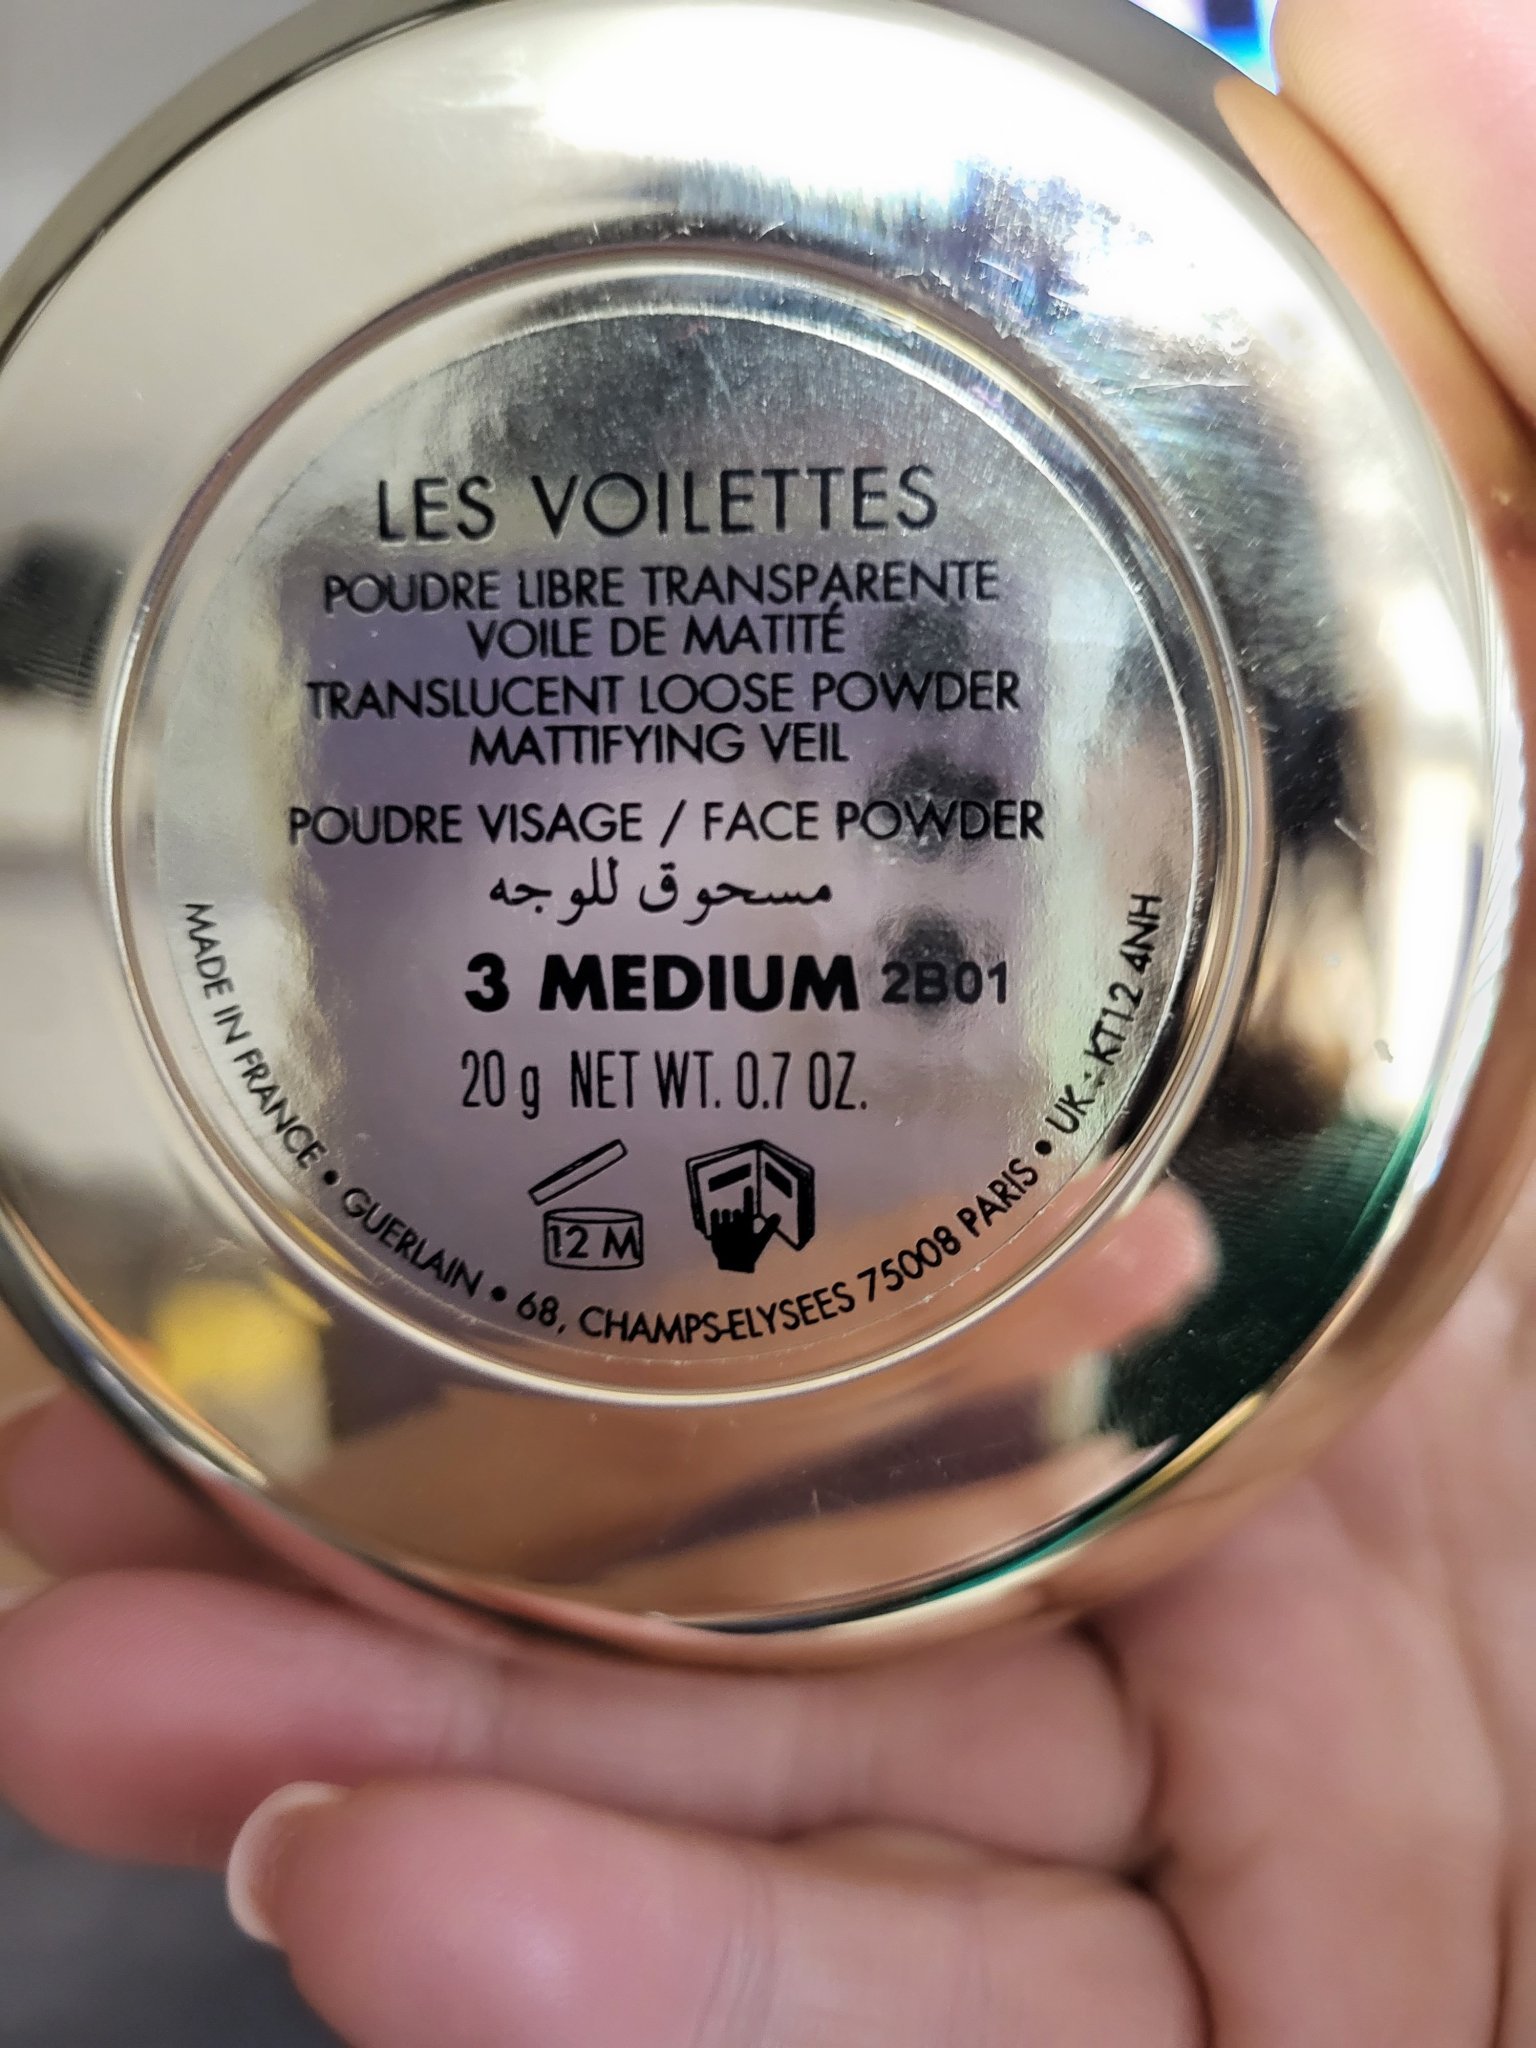 LES VOILETTES
POUDRE LIBRE TRANSPARENTE
VOILE DE MATITÉ
TRANSLUCENT LOOSE POWDER
MATTIFYING VEIL
POUDRE VISAGE / FACE POWDER
مسحوق للوجه
3 MEDIUM 2B01
20 g NET WT. 0.7 OZ.
12 M
MADE IN FRANCE • GUERLAIN • 68, CHAMPS-ELYSEES 75008 PARIS • UK : KT12 4NH